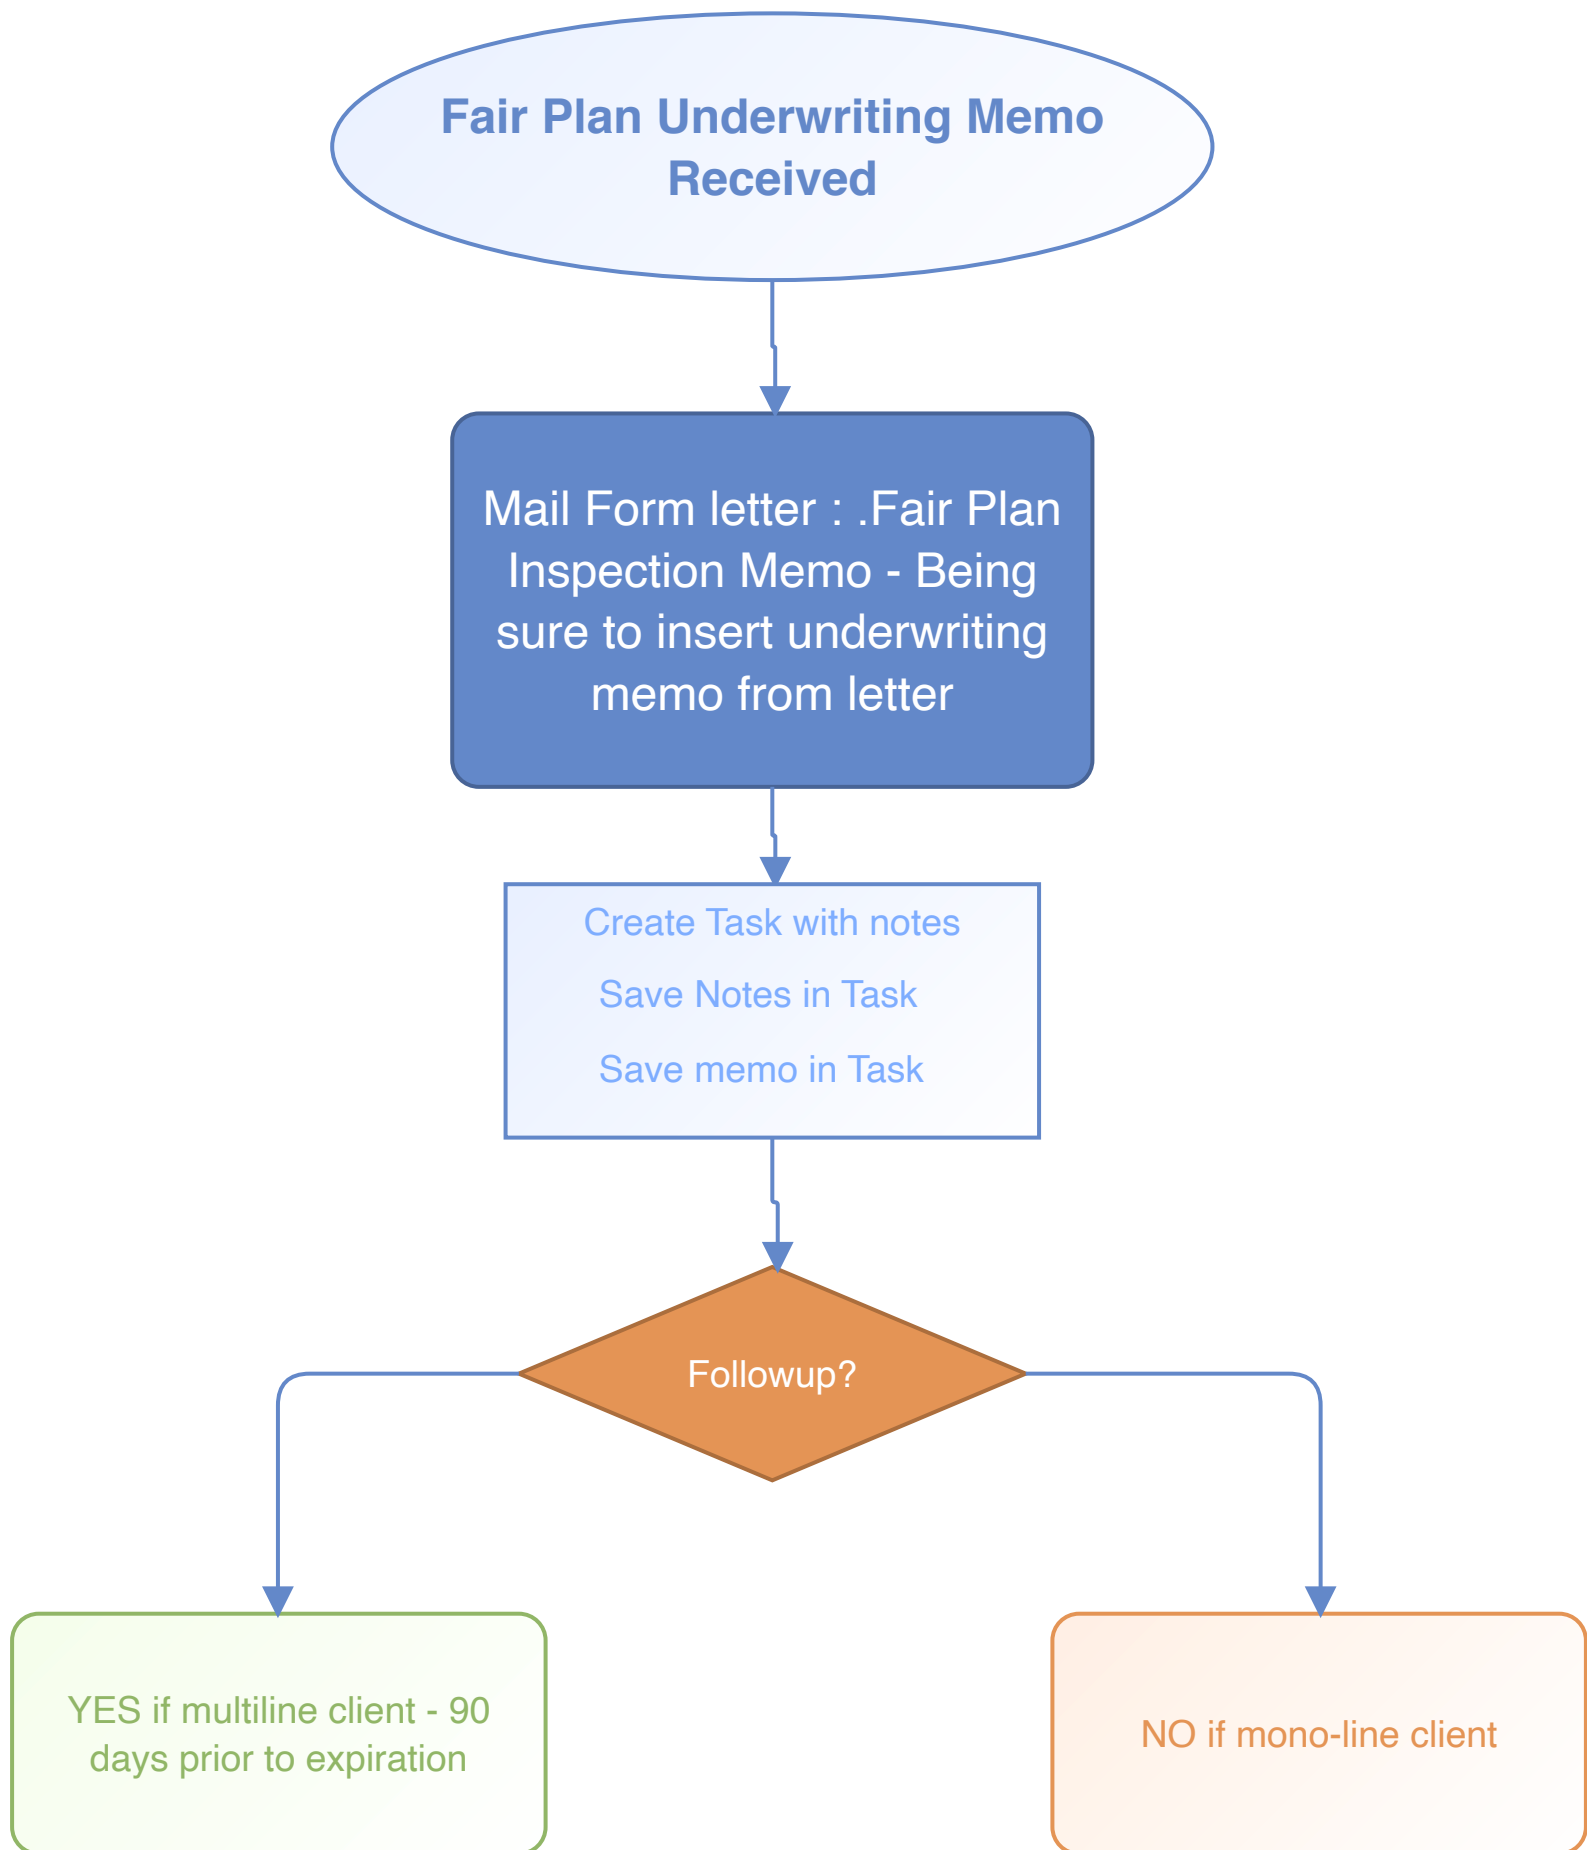 Fair Plan Underwriting Memo
Received
Mail Form letter : .Fair Plan
Inspection Memo - Being
sure to insert underwriting
memo from letter
Create Task with notes
Save Notes in Task
Save memo in Task
Followup?
YES if multiline client - 90
days prior to expiration
NO if mono-line client